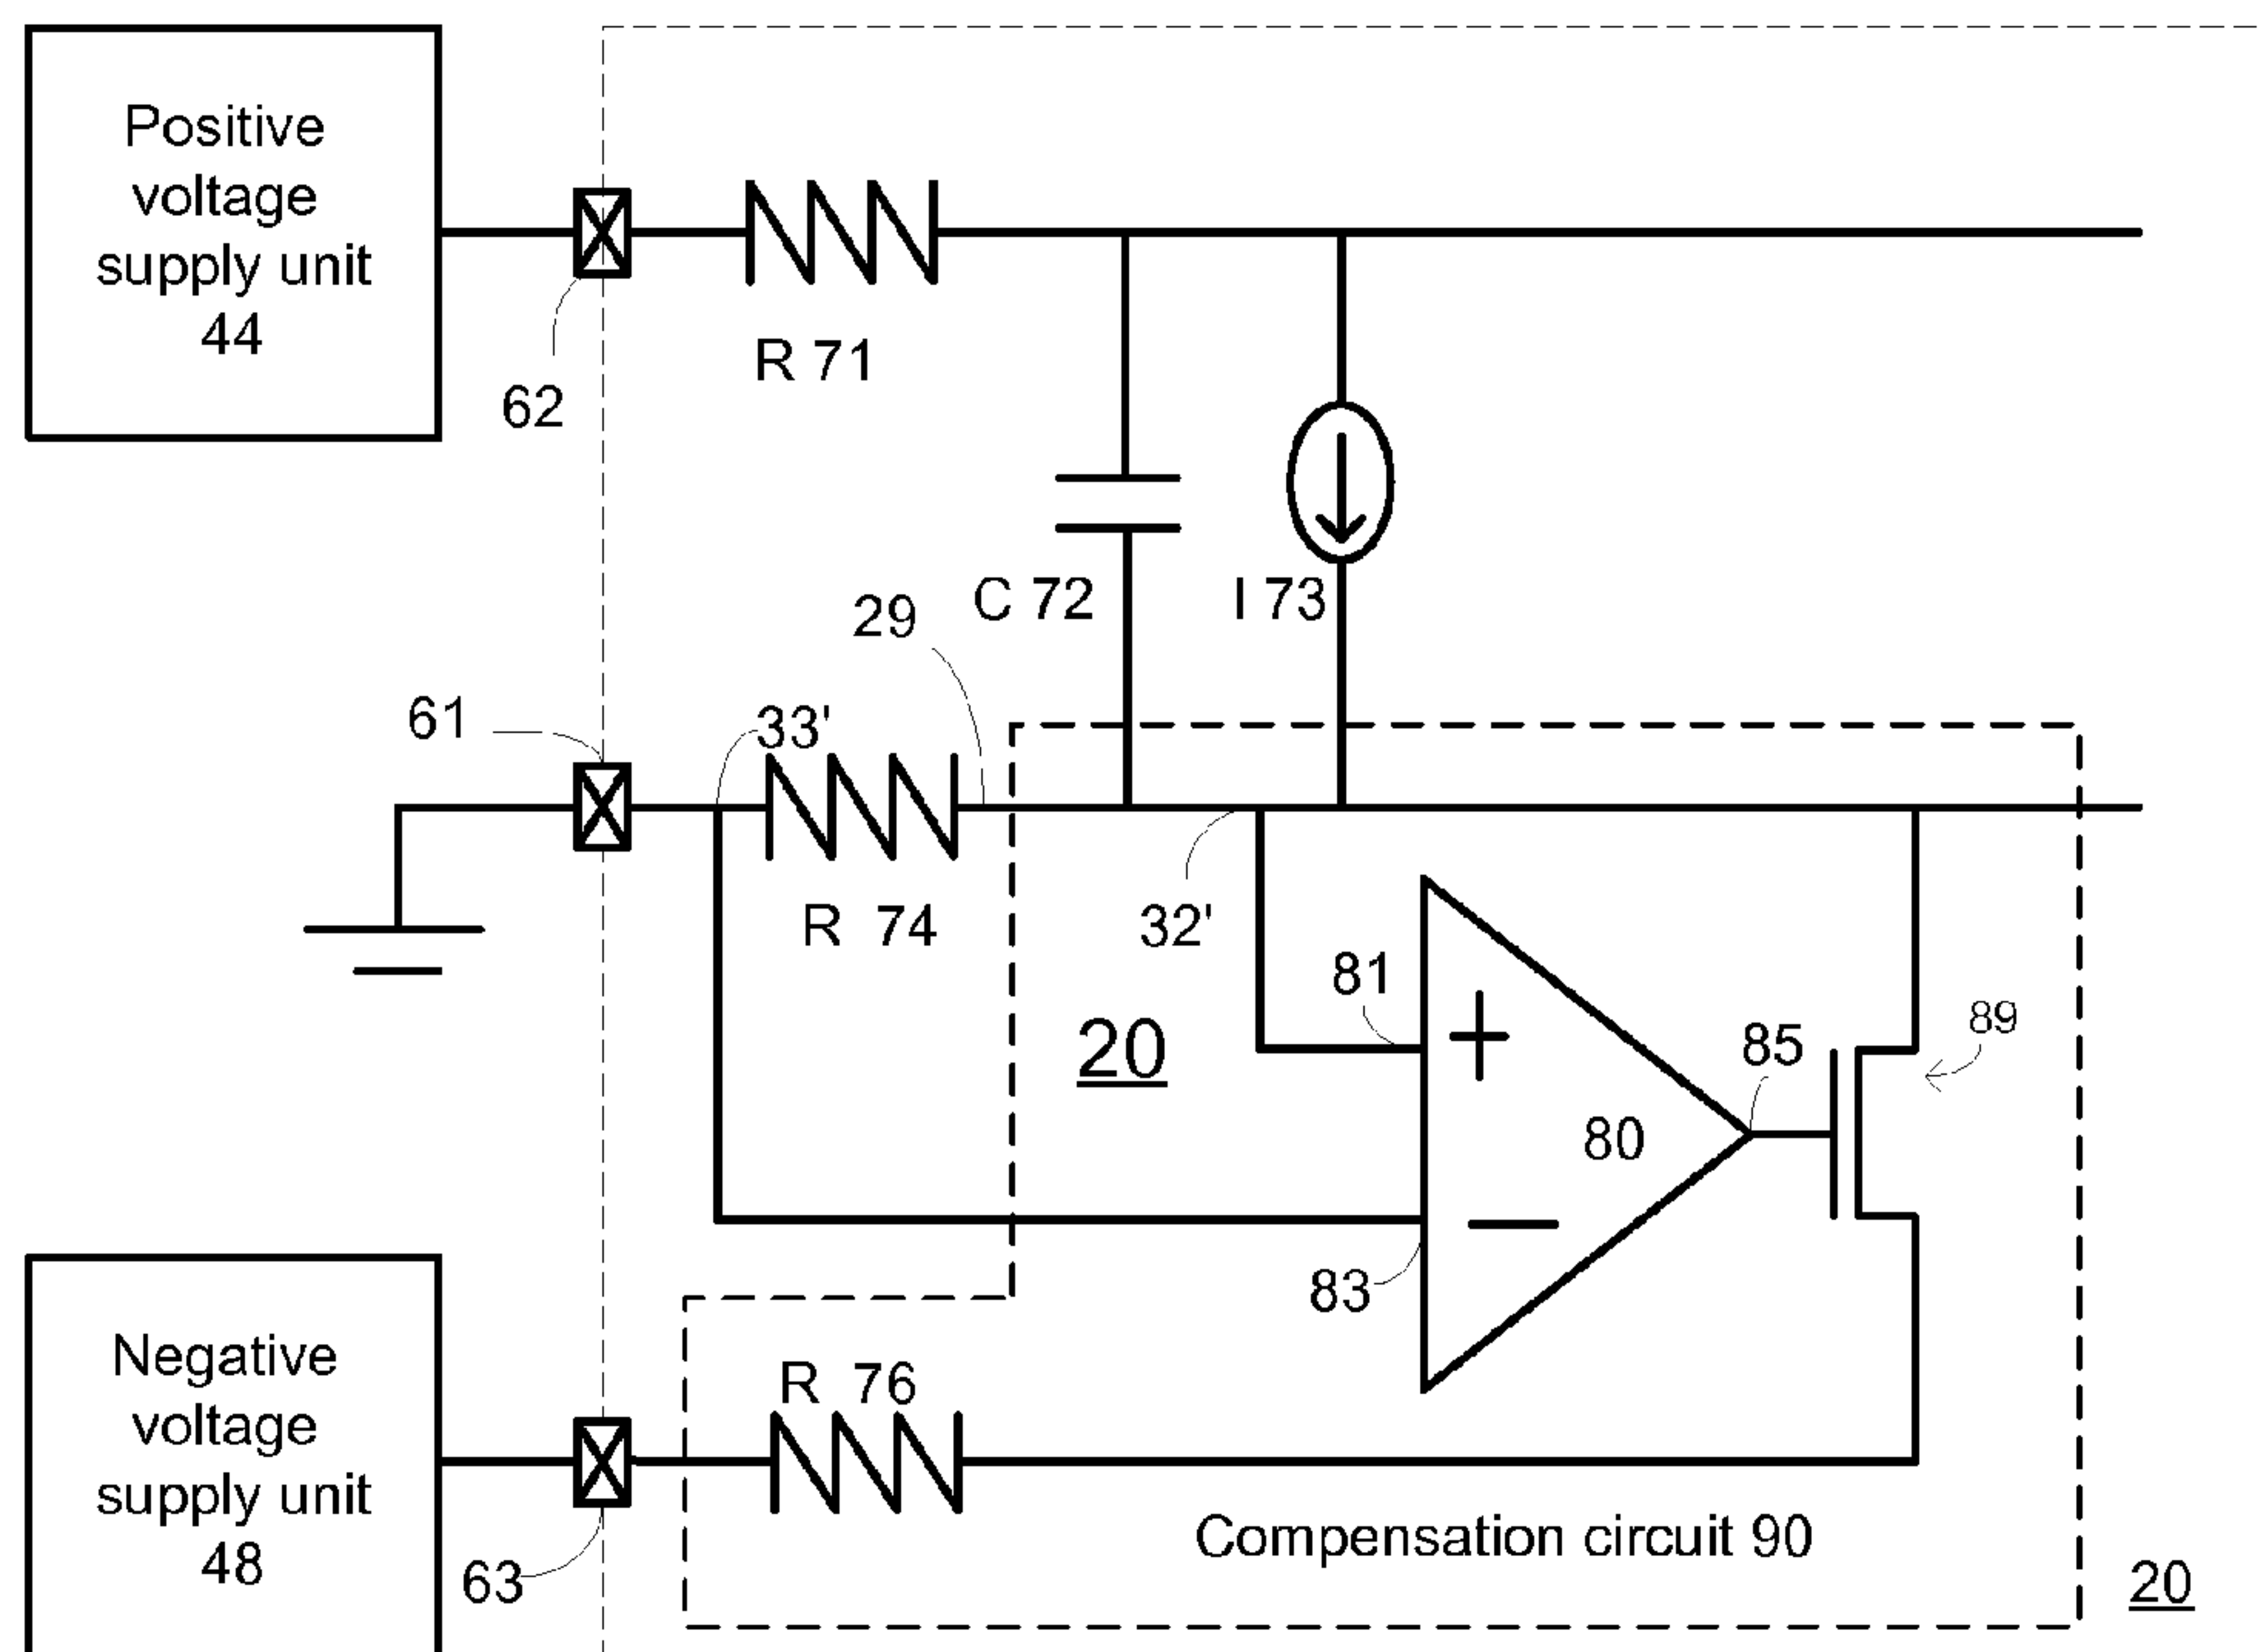 Positive
voltage
supply unit
44
62
R 71
C 72
I 73
29
61
33'
R 74
32'
20
81
+
80
85
89
83
−
Negative
voltage
supply unit
48
63
R 76
Compensation circuit 90
20